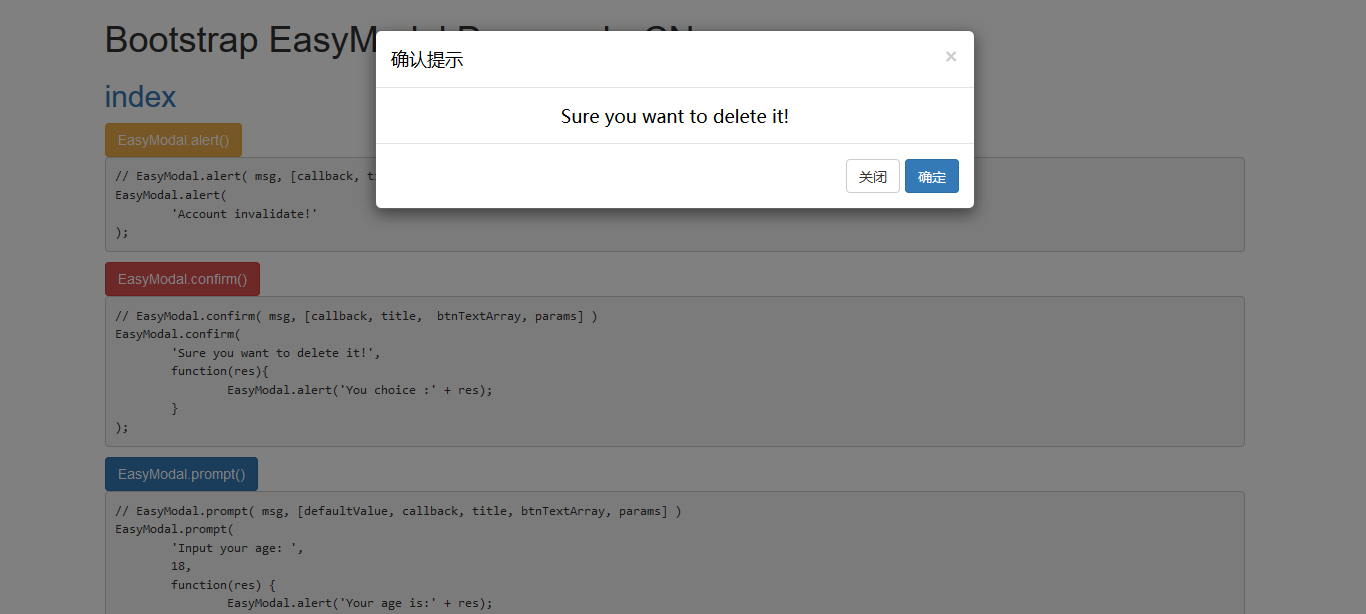 Bootstrap EasyM
确认提示
×
index
Sure you want to delete it!
关闭 确定
EasyModal.alert()
// EasyModal.alert( msg, [callback,
EasyModal.alert(
'Account invalidate!'
);
EasyModal.confirm()
// EasyModal.confirm( msg, [callback, title,  btnTextArray, params] )
EasyModal.confirm(
'Sure you want to delete it!',
function(res){
EasyModal.alert('You choice :' + res);
}
);
EasyModal.prompt()
// EasyModal.prompt( msg, [defaultValue, callback, title, btnTextArray, params] )
EasyModal.prompt(
'Input your age: ',
18,
function(res) {
EasyModal.alert('Your age is:' + res);